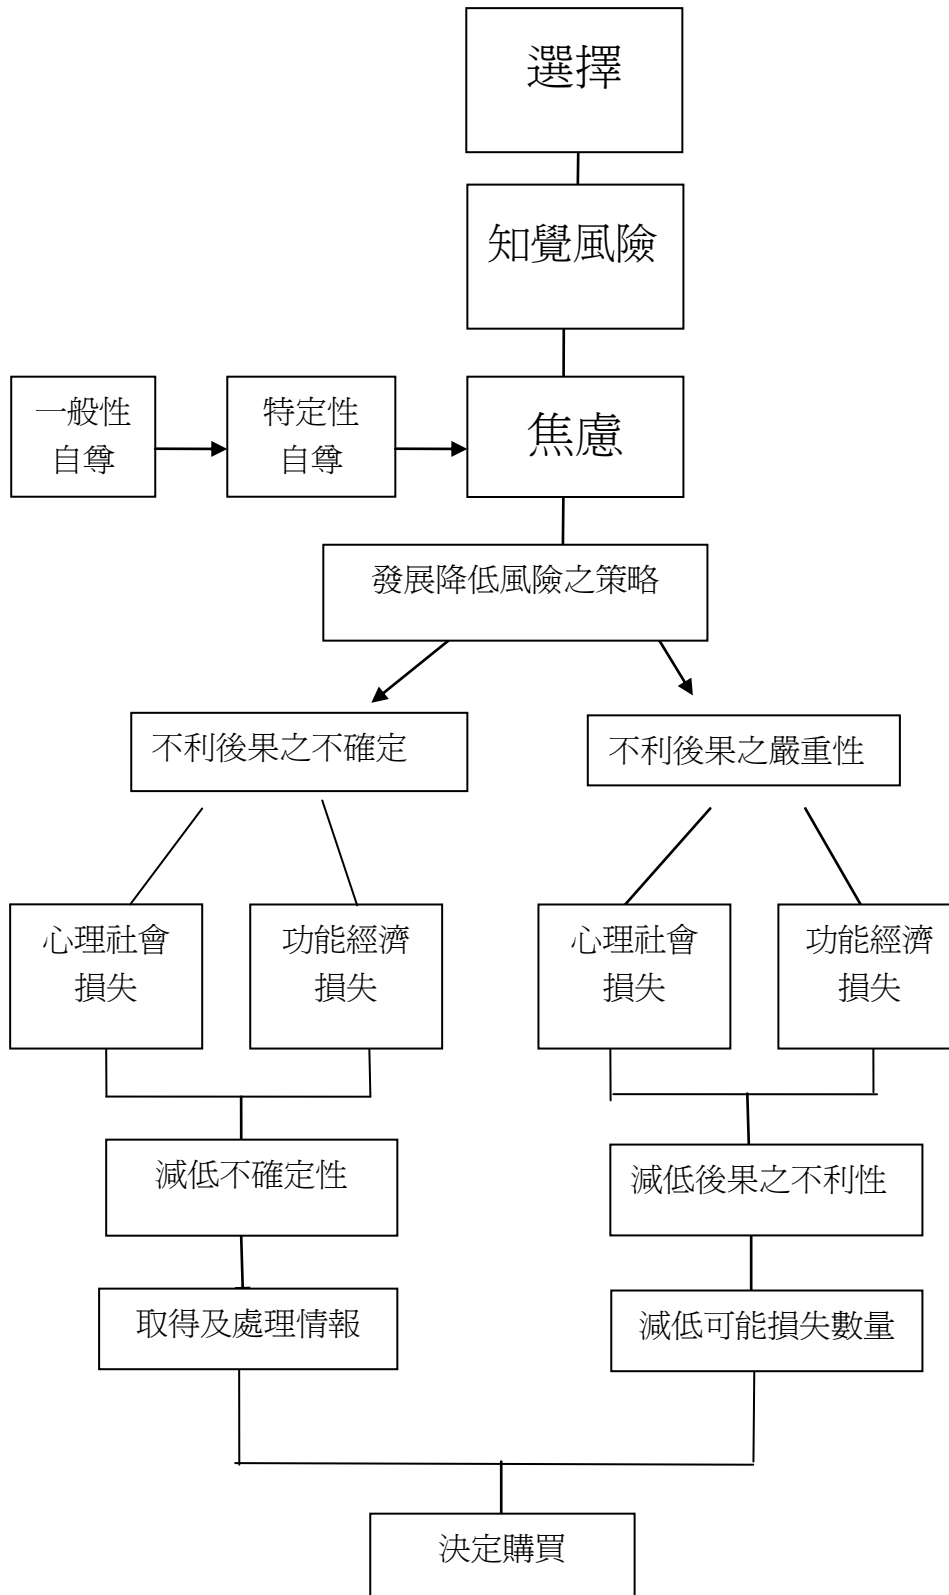 選擇
知覺風險
一般性
自尊
特定性
自尊
焦慮
發展降低風險之策略
不利後果之不確定
不利後果之嚴重性
心理社會
損失
功能經濟
損失
心理社會
損失
功能經濟
損失
減低不確定性
減低後果之不利性
取得及處理情報
減低可能損失數量
決定購買